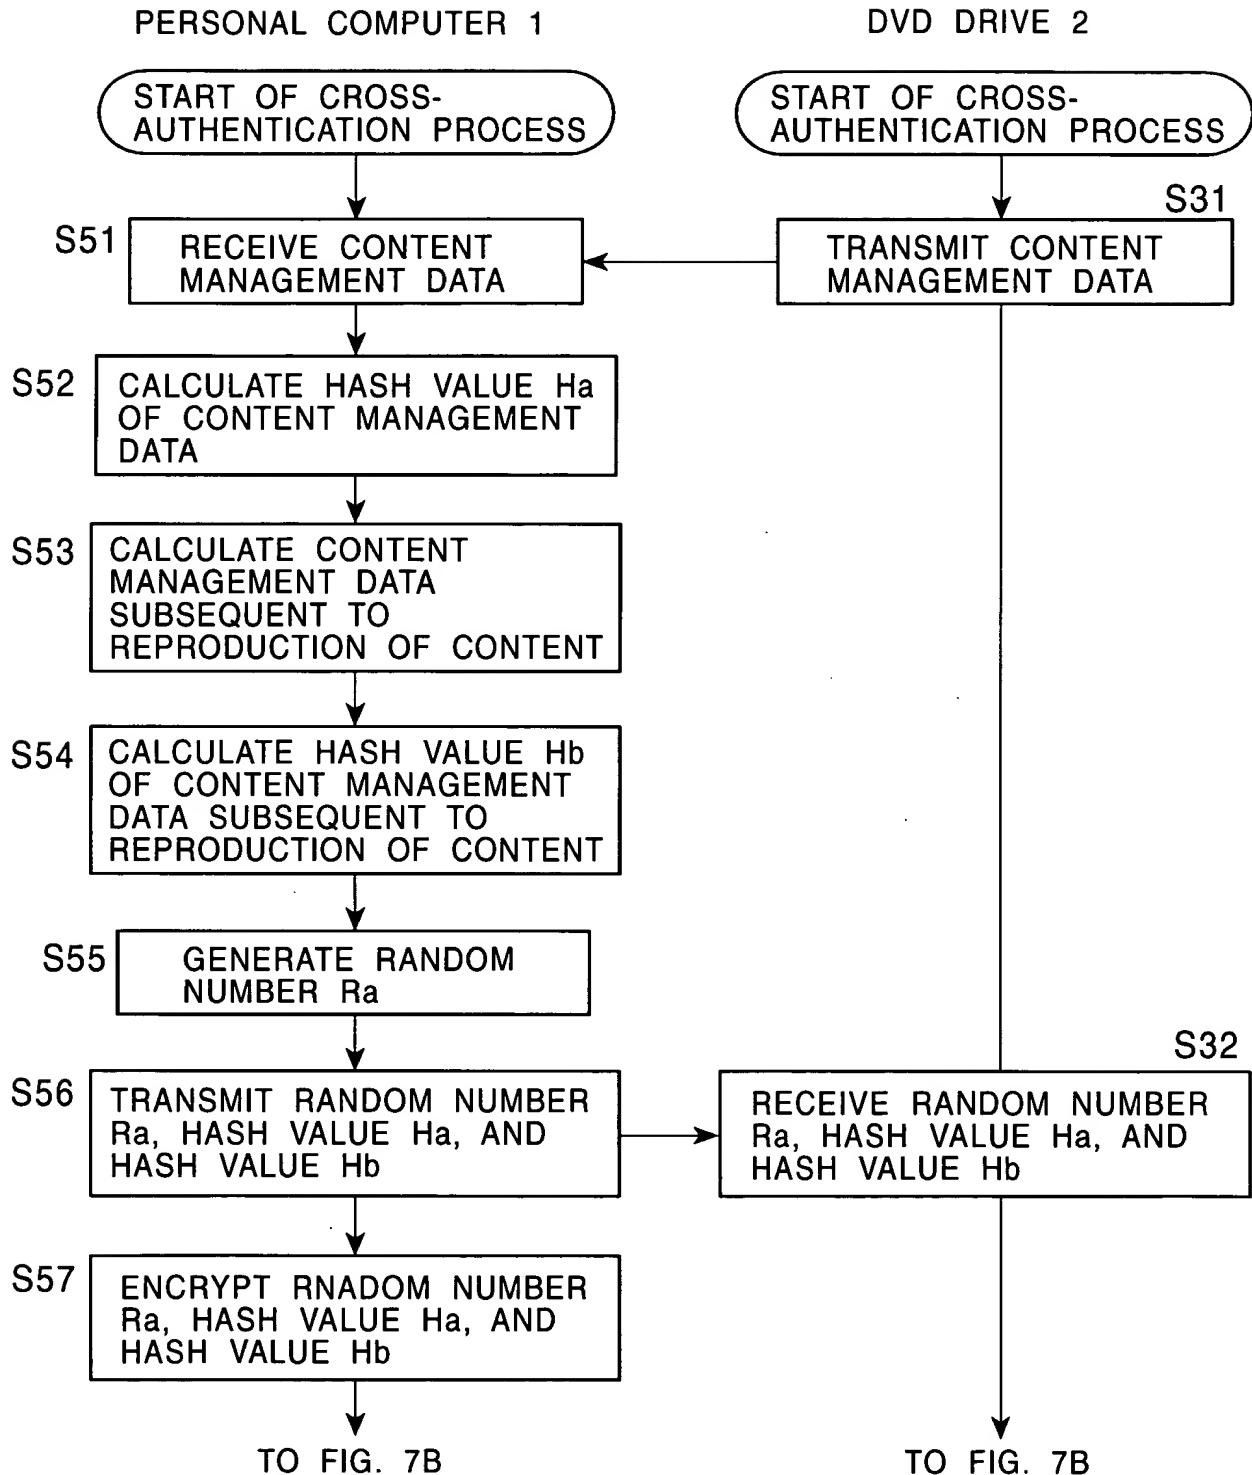 PERSONAL COMPUTER 1
DVD DRIVE 2
START OF CROSS-
AUTHENTICATION PROCESS
START OF CROSS-
AUTHENTICATION PROCESS
S51
RECEIVE CONTENT
MANAGEMENT DATA
S31
TRANSMIT CONTENT
MANAGEMENT DATA
S52
CALCULATE HASH VALUE Ha
OF CONTENT MANAGEMENT
DATA
S53
CALCULATE CONTENT
MANAGEMENT DATA
SUBSEQUENT TO
REPRODUCTION OF CONTENT
S54
CALCULATE HASH VALUE Hb
OF CONTENT MANAGEMENT
DATA SUBSEQUENT TO
REPRODUCTION OF CONTENT
S55
GENERATE RANDOM
NUMBER Ra
S56
TRANSMIT RANDOM NUMBER
Ra, HASH VALUE Ha, AND
HASH VALUE Hb
S32
RECEIVE RANDOM NUMBER
Ra, HASH VALUE Ha, AND
HASH VALUE Hb
S57
ENCRYPT RNADOM NUMBER
Ra, HASH VALUE Ha, AND
HASH VALUE Hb
TO FIG. 7B
TO FIG. 7B